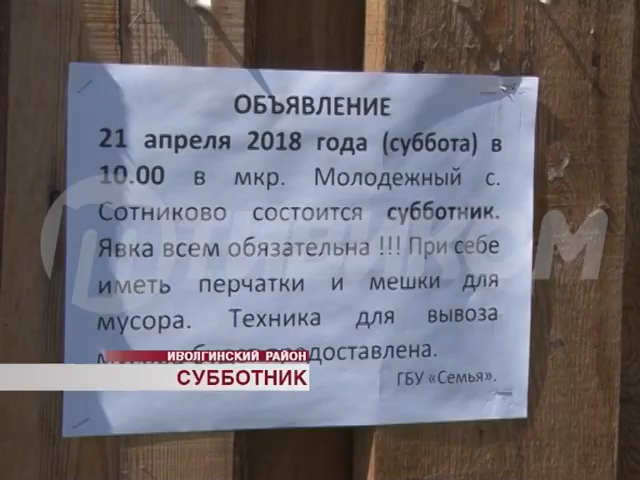 ОБЪЯВЛЕНИЕ
21 апреля 2018 года (суббота) в
10.00 в мкр. Молодежный с.
Сотниково состоится субботник.
Явка всем обязательна !!! При себе
иметь перчатки и мешки для
мусора. Техника для вывоза
предоставлена.
ГБУ «Семья».
ИВОЛГИНСКИЙ РАЙОН
СУББОТНИК
ТИВИКОМ